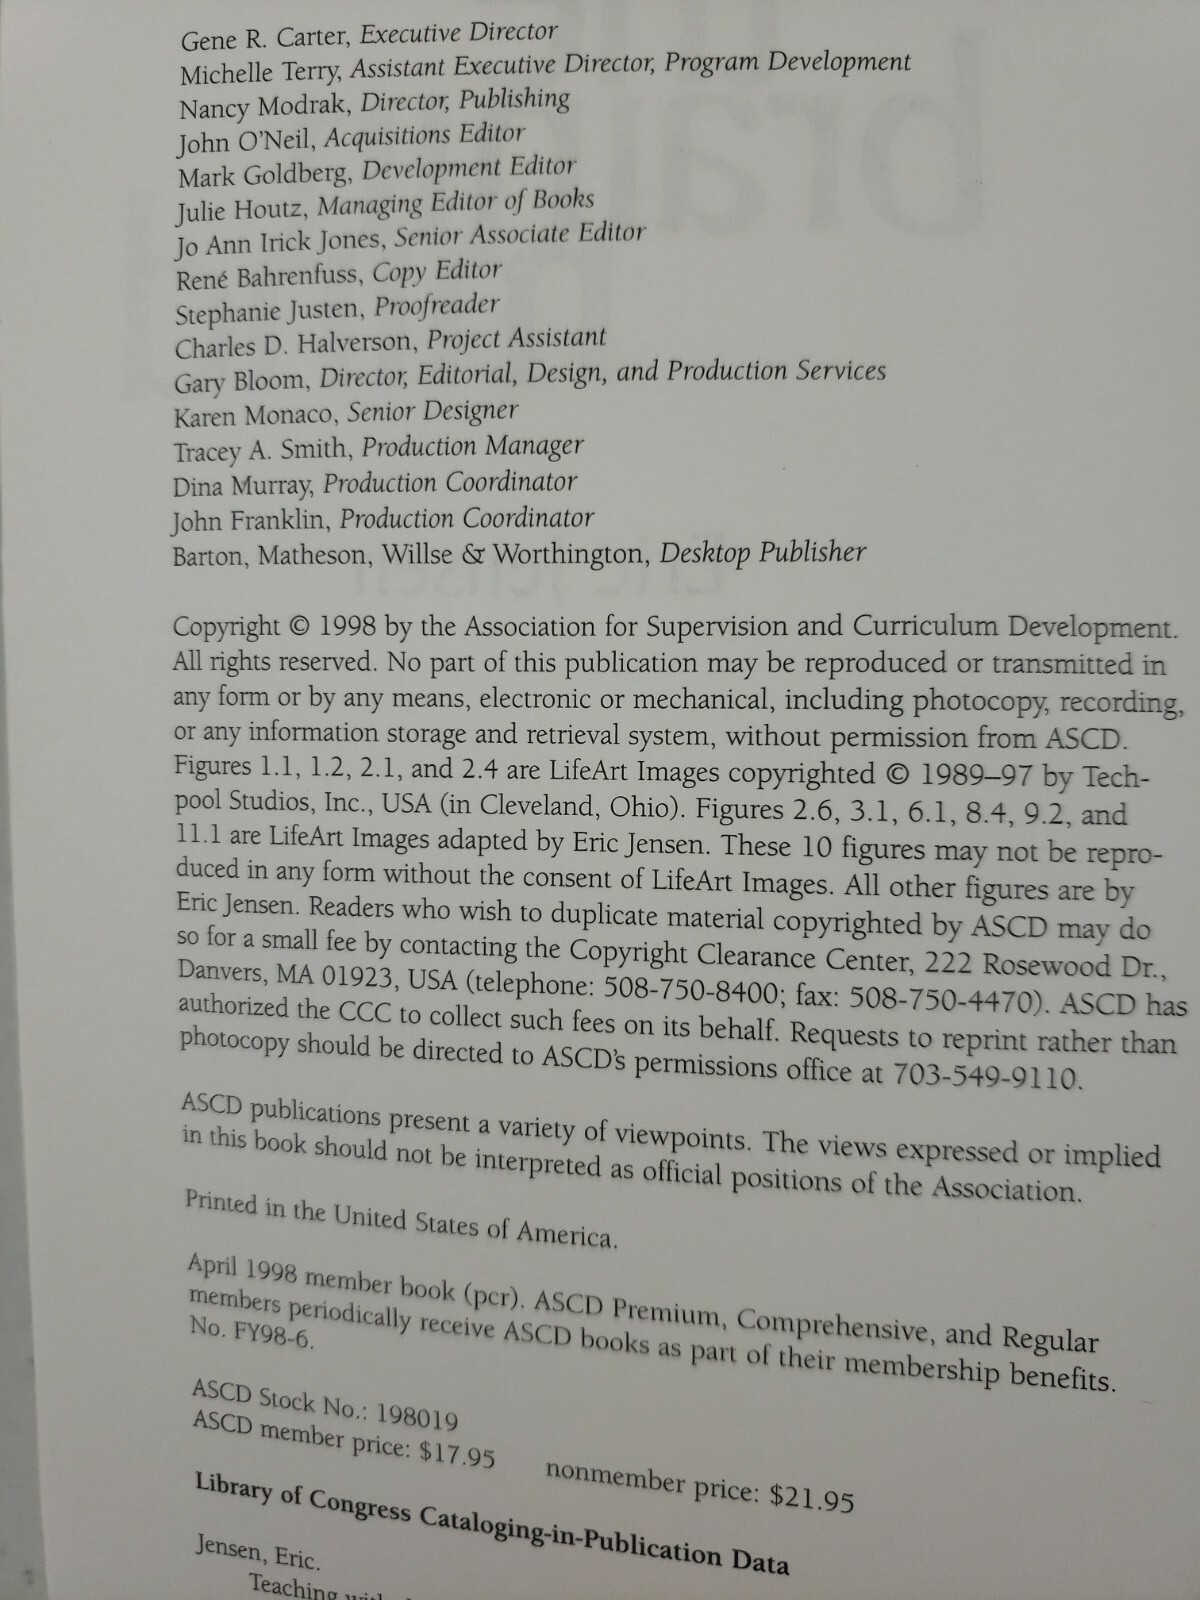 Gene R. Carter, Executive Director
Michelle Terry, Assistant Executive Director, Program Development
Nancy Modrak, Director, Publishing
John O'Neil, Acquisitions Editor
Mark Goldberg, Development Editor
Julie Houtz, Managing Editor of Books
Jo Ann Irick Jones, Senior Associate Editor
René Bahrenfuss, Copy Editor
Stephanie Justen, Proofreader
Charles D. Halverson, Project Assistant
Gary Bloom, Director, Editorial, Design, and Production Services
Karen Monaco, Senior Designer
Tracey A. Smith, Production Manager
Dina Murray, Production Coordinator
John Franklin, Production Coordinator
Barton, Matheson, Willse & Worthington, Desktop Publisher
Copyright © 1998 by the Association for Supervision and Curriculum Development.
All rights reserved. No part of this publication may be reproduced or transmitted in
any form or by any means, electronic or mechanical, including photocopy, recording,
or any information storage and retrieval system, without permission from ASCD.
Figures 1.1, 1.2, 2.1, and 2.4 are LifeArt Images copyrighted © 1989–97 by Tech-
pool Studios, Inc., USA (in Cleveland, Ohio). Figures 2.6, 3.1, 6.1, 8.4, 9.2, and
11.1 are LifeArt Images adapted by Eric Jensen. These 10 figures may not be repro-
duced in any form without the consent of LifeArt Images. All other figures are by
Eric Jensen. Readers who wish to duplicate material copyrighted by ASCD may do
so for a small fee by contacting the Copyright Clearance Center, 222 Rosewood Dr.,
Danvers, MA 01923, USA (telephone: 508-750-8400; fax: 508-750-4470). ASCD has
authorized the CCC to collect such fees on its behalf. Requests to reprint rather than
photocopy should be directed to ASCD's permissions office at 703-549-9110.
ASCD publications present a variety of viewpoints. The views expressed or implied
in this book should not be interpreted as official positions of the Association.
Printed in the United States of America.
April 1998 member book (pcr). ASCD Premium, Comprehensive, and Regular
members periodically receive ASCD books as part of their membership benefits.
No. FY98-6.
ASCD Stock No.: 198019
ASCD member price: $17.95 nonmember price: $21.95
Library of Congress Cataloging-in-Publication Data
Jensen, Eric.
Teaching with